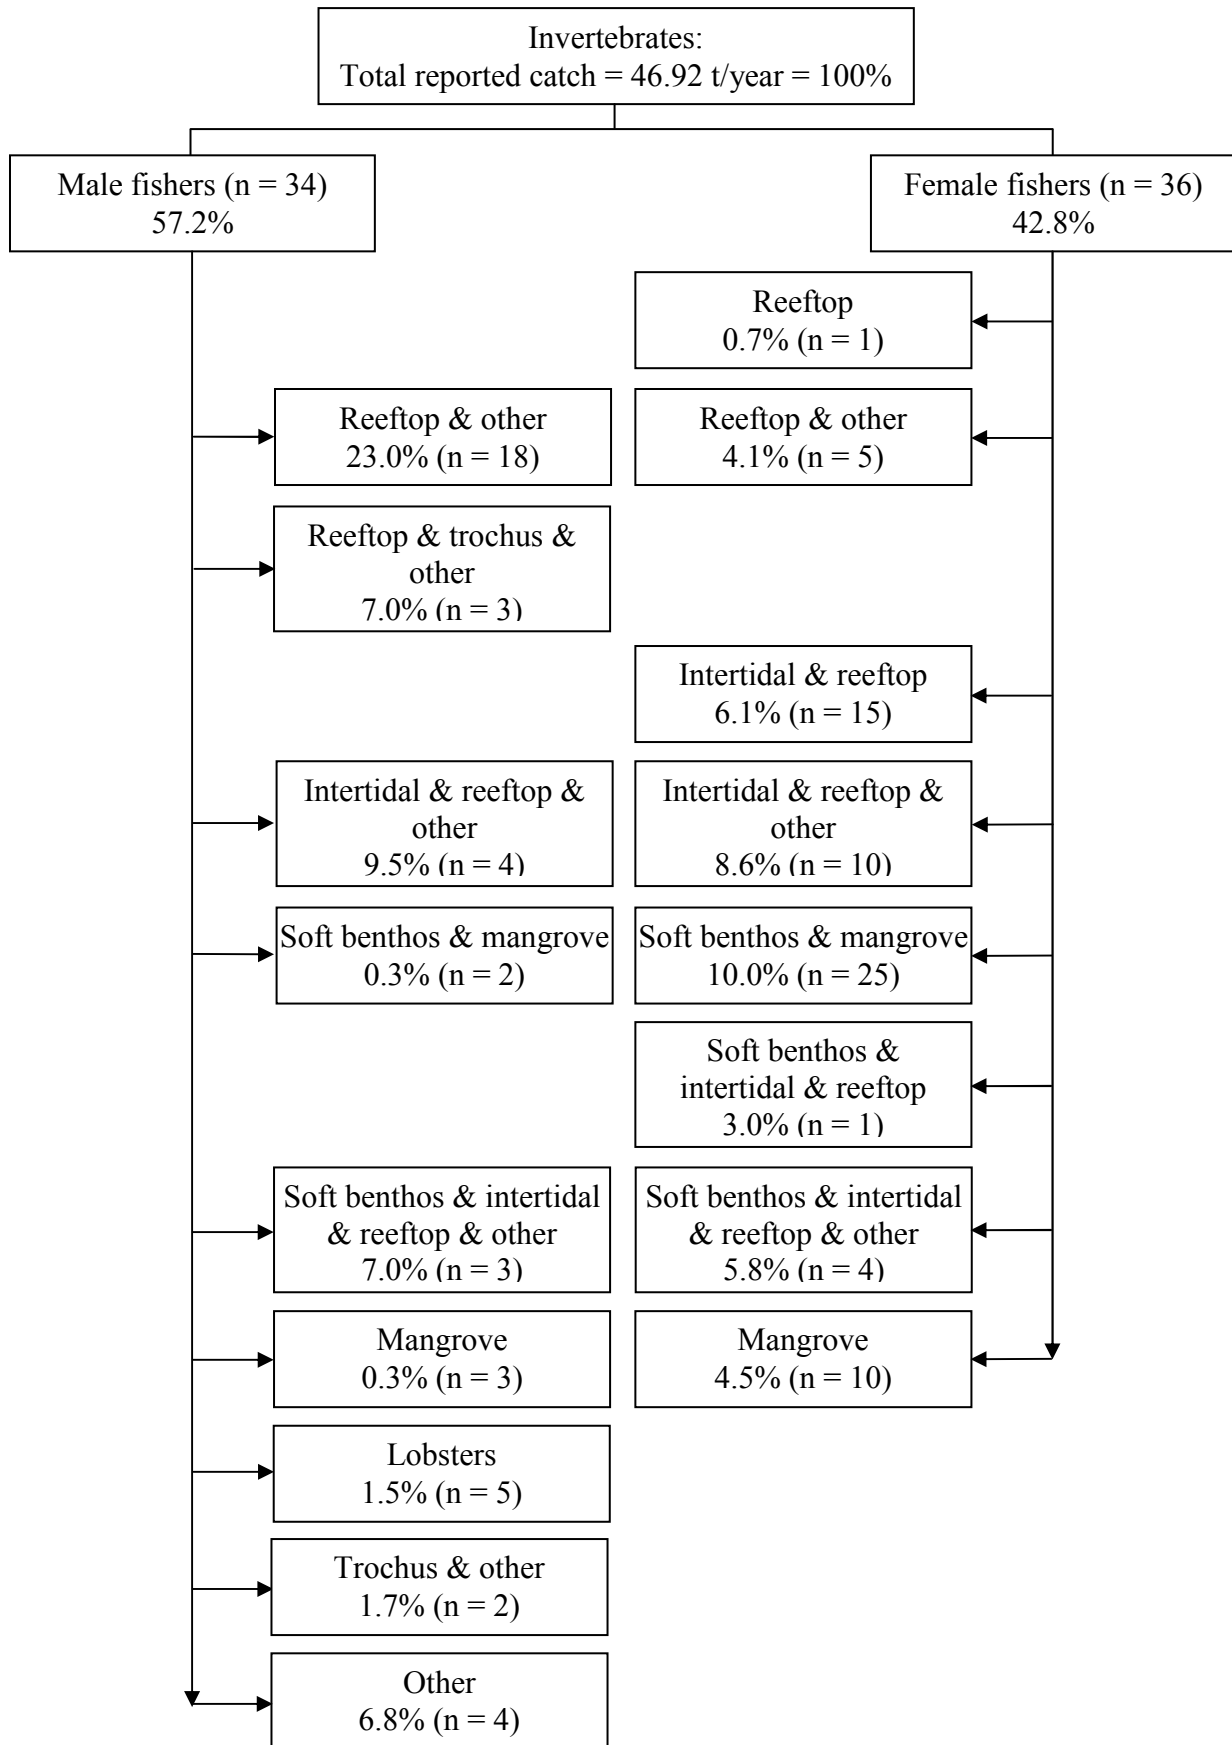 Invertebrates:
Total reported catch = 46.92 t/year = 100%
Male fishers (n = 34)
57.2%
Female fishers (n = 36)
42.8%
Reeftop
0.7% (n = 1)
Reeftop & other
23.0% (n = 18)
Reeftop & other
4.1% (n = 5)
Reeftop & trochus &
other
7.0% (n = 3)
Intertidal & reeftop
6.1% (n = 15)
Intertidal & reeftop &
other
9.5% (n = 4)
Intertidal & reeftop &
other
8.6% (n = 10)
Soft benthos & mangrove
0.3% (n = 2)
Soft benthos & mangrove
10.0% (n = 25)
Soft benthos &
intertidal & reeftop
3.0% (n = 1)
Soft benthos & intertidal
& reeftop & other
7.0% (n = 3)
Soft benthos & intertidal
& reeftop & other
5.8% (n = 4)
Mangrove
0.3% (n = 3)
Mangrove
4.5% (n = 10)
Lobsters
1.5% (n = 5)
Trochus & other
1.7% (n = 2)
Other
6.8% (n = 4)